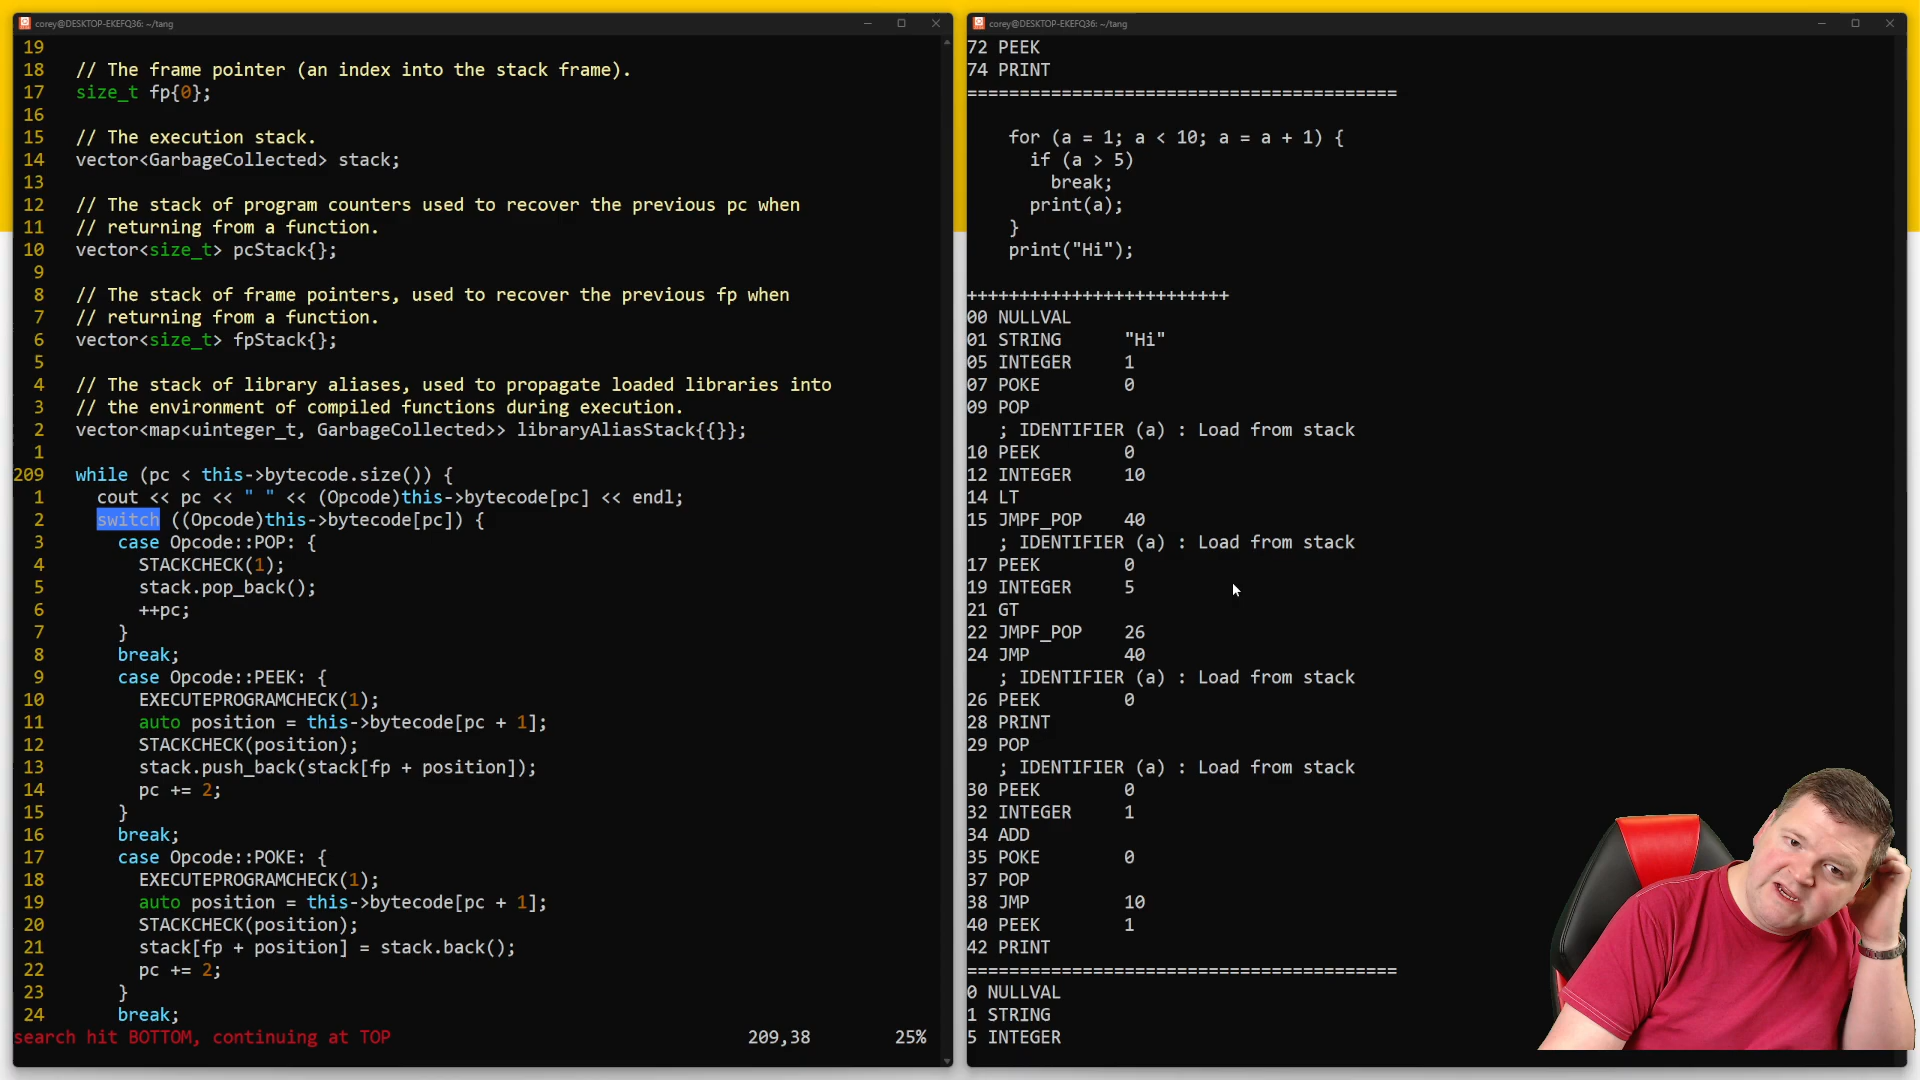 corey@DESKTOP-EKEFQ36: ~/tang
19
18 // The frame pointer (an index into the stack frame).
17 size_t fp{0};
16
15 // The execution stack.
14 vector<GarbageCollected> stack;
13
12 // The stack of program counters used to recover the previous pc when
11 // returning from a function.
10 vector<size_t> pcStack{};
9
8 // The stack of frame pointers, used to recover the previous fp when
7 // returning from a function.
6 vector<size_t> fpStack{};
5
4 // The stack of library aliases, used to propagate loaded libraries into
3 // the environment of compiled functions during execution.
2 vector<map<uinteger_t, GarbageCollected>> libraryAliasStack{{}};
1
209 while (pc < this->bytecode.size()) {
1 cout << pc << " " << (Opcode)this->bytecode[pc] << endl;
2 switch ((Opcode)this->bytecode[pc]) {
3 case Opcode::POP: {
4 STACKCHECK(1);
5 stack.pop_back();
6 ++pc;
7 }
8 break;
9 case Opcode::PEEK: {
10 EXECUTEPROGRAMCHECK(1);
11 auto position = this->bytecode[pc + 1];
12 STACKCHECK(position);
13 stack.push_back(stack[fp + position]);
14 pc += 2;
15 }
16 break;
17 case Opcode::POKE: {
18 EXECUTEPROGRAMCHECK(1);
19 auto position = this->bytecode[pc + 1];
20 STACKCHECK(position);
21 stack[fp + position] = stack.back();
22 pc += 2;
23 }
24 break;
search hit BOTTOM, continuing at TOP 209,38 25%
corey@DESKTOP-EKEFQ36: ~/tang
72 PEEK
74 PRINT
=========================================
for (a = 1; a < 10; a = a + 1) {
if (a > 5)
break;
print(a);
}
print("Hi");
+++++++++++++++++++++++++
00 NULLVAL
01 STRING "Hi"
05 INTEGER 1
07 POKE 0
09 POP
; IDENTIFIER (a) : Load from stack
10 PEEK 0
12 INTEGER 10
14 LT
15 JMPF_POP 40
; IDENTIFIER (a) : Load from stack
17 PEEK 0
19 INTEGER 5
21 GT
22 JMPF_POP 26
24 JMP 40
; IDENTIFIER (a) : Load from stack
26 PEEK 0
28 PRINT
29 POP
; IDENTIFIER (a) : Load from stack
30 PEEK 0
32 INTEGER 1
34 ADD
35 POKE 0
37 POP
38 JMP 10
40 PEEK 1
42 PRINT
=========================================
0 NULLVAL
1 STRING
5 INTEGER